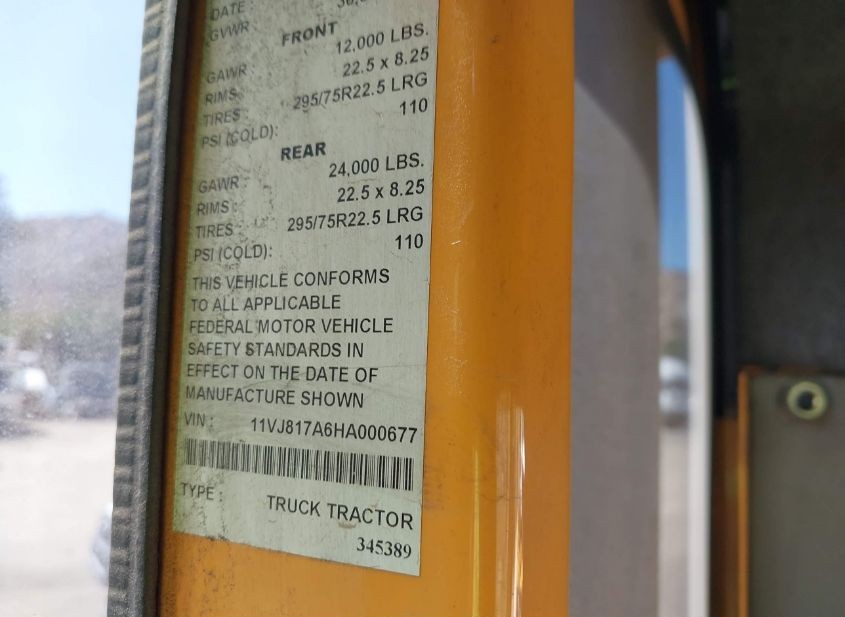 DATE :
GVWR :
FRONT
GAWR : 12,000 LBS.
RIMS : 22.5 x 8.25
TIRES : 295/75R22.5 LRG
PSI (COLD): 110
REAR
GAWR : 24,000 LBS.
RIMS : 22.5 x 8.25
TIRES : 295/75R22.5 LRG
PSI (COLD): 110
THIS VEHICLE CONFORMS
TO ALL APPLICABLE
FEDERAL MOTOR VEHICLE
SAFETY STANDARDS IN
EFFECT ON THE DATE OF
MANUFACTURE SHOWN
VIN : 11VJ817A6HA000677
TYPE : TRUCK TRACTOR
345389